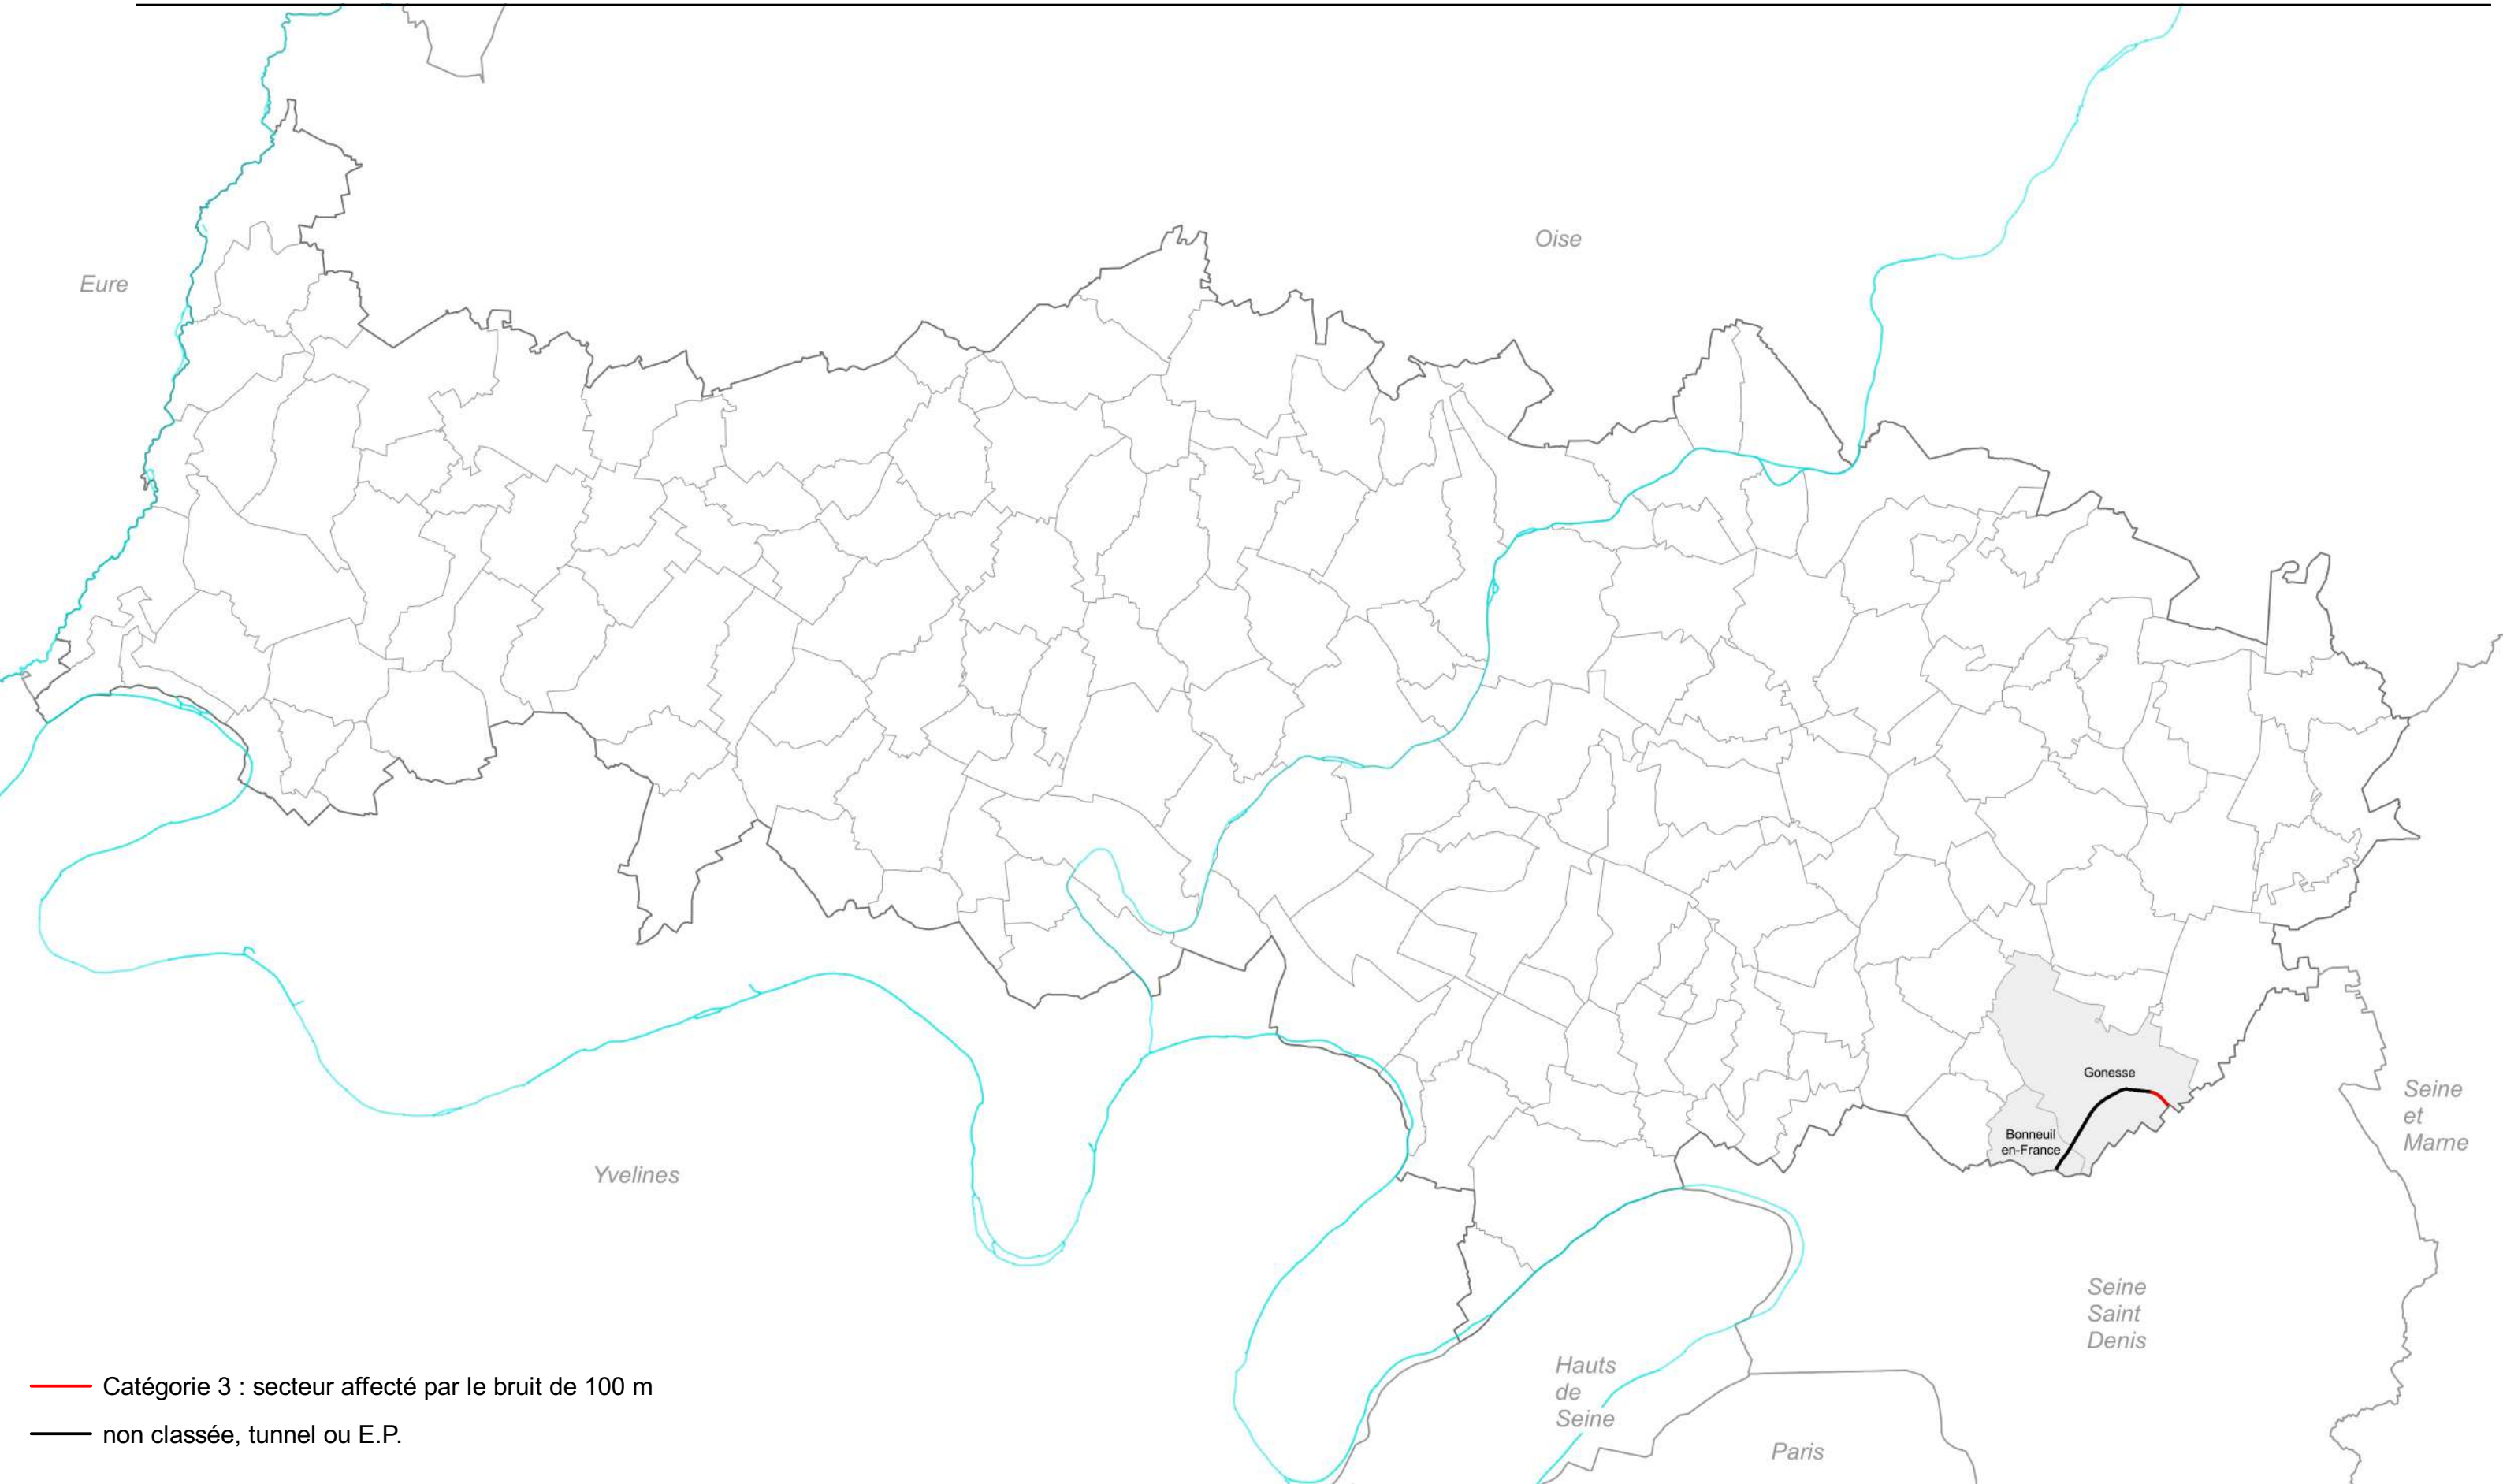 Oise
Eure
Gonesse
Seine
et
Marne
Bonneuil
en-France
Yvelines
Seine
Saint
Denis
Hauts
de
Seine
Paris
Catégorie 3 : secteur affecté par le bruit de 100 m
non classée, tunnel ou E.P.